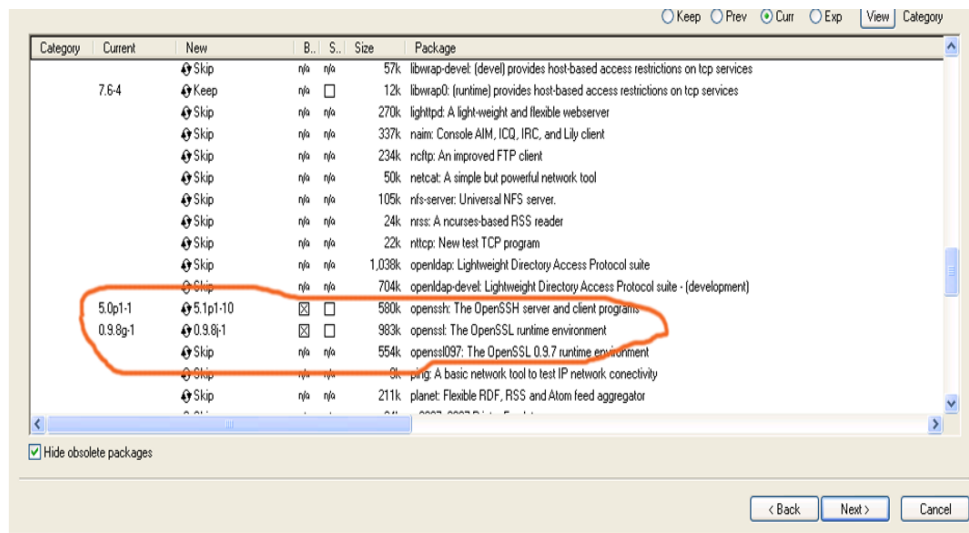 Keep Prev Curr Exp View Category
Category Current New B.. S.. Size Package
Skip n/a n/a 57k libwrap-devel: (devel) provides host-based access restrictions on tcp services
7.6-4 Keep n/a 12k libwrap0: (runtime) provides host-based access restrictions on tcp services
Skip n/a n/a 270k lighttpd: A light-weight and flexible webserver
Skip n/a n/a 337k naim: Console AIM, ICQ, IRC, and Lily client
Skip n/a n/a 234k ncftp: An improved FTP client
Skip n/a n/a 50k netcat: A simple but powerful network tool
Skip n/a n/a 105k nfs-server: Universal NFS server.
Skip n/a n/a 24k nrss: A ncurses-based RSS reader
Skip n/a n/a 22k nttcp: New test TCP program
Skip n/a n/a 1,038k openldap: Lightweight Directory Access Protocol suite
Skip n/a n/a 704k openldap-devel: Lightweight Directory Access Protocol suite - (development)
5.0p1-1 5.1p1-10 580k openssh: The OpenSSH server and client programs
0.9.8g-1 0.9.8j-1 983k openssl: The OpenSSL runtime environment
Skip n/a n/a 554k openssl097: The OpenSSL 0.9.7 runtime environment
Skip n/a n/a 9k ping: A basic network tool to test IP network conectivity
Skip n/a n/a 211k planet: Flexible RDF, RSS and Atom feed aggregator
Hide obsolete packages
< Back Next > Cancel